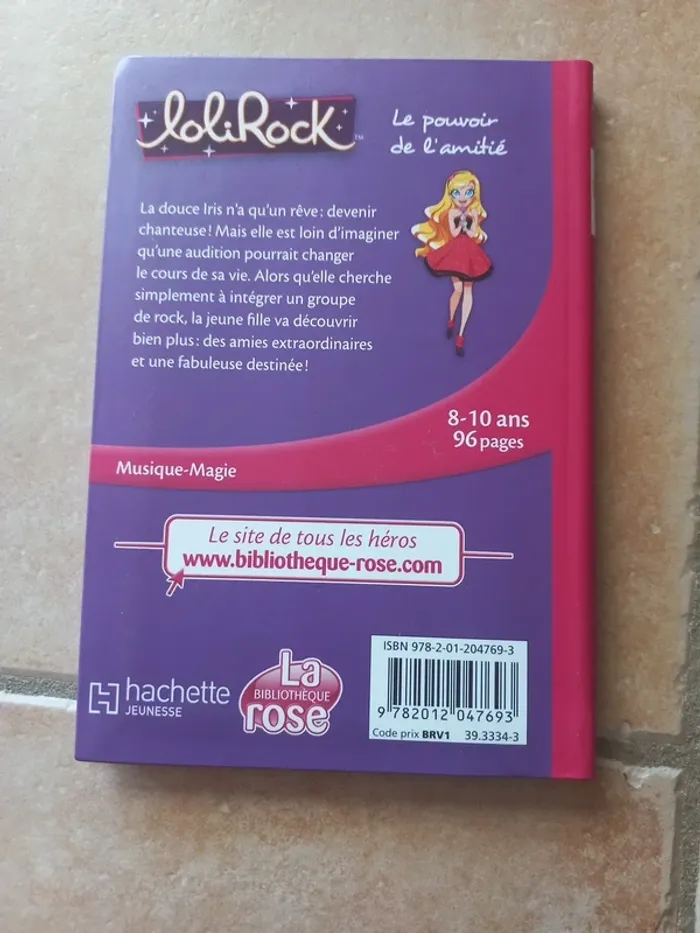 LoliRock™
Le pouvoir
de l'amitié
La douce Iris n'a qu'un rêve : devenir
chanteuse! Mais elle est loin d'imaginer
qu'une audition pourrait changer
le cours de sa vie. Alors qu'elle cherche
simplement à intégrer un groupe
de rock, la jeune fille va découvrir
bien plus : des amies extraordinaires
et une fabuleuse destinée!
8-10 ans
96 pages
Musique-Magie
Le site de tous les héros
www.bibliotheque-rose.com
hachette
JEUNESSE
La
BIBLIOTHÈQUE
rose
ISBN 978-2-01-204769-3
9 782012 047693
Code prix BRV1 39.3334-3